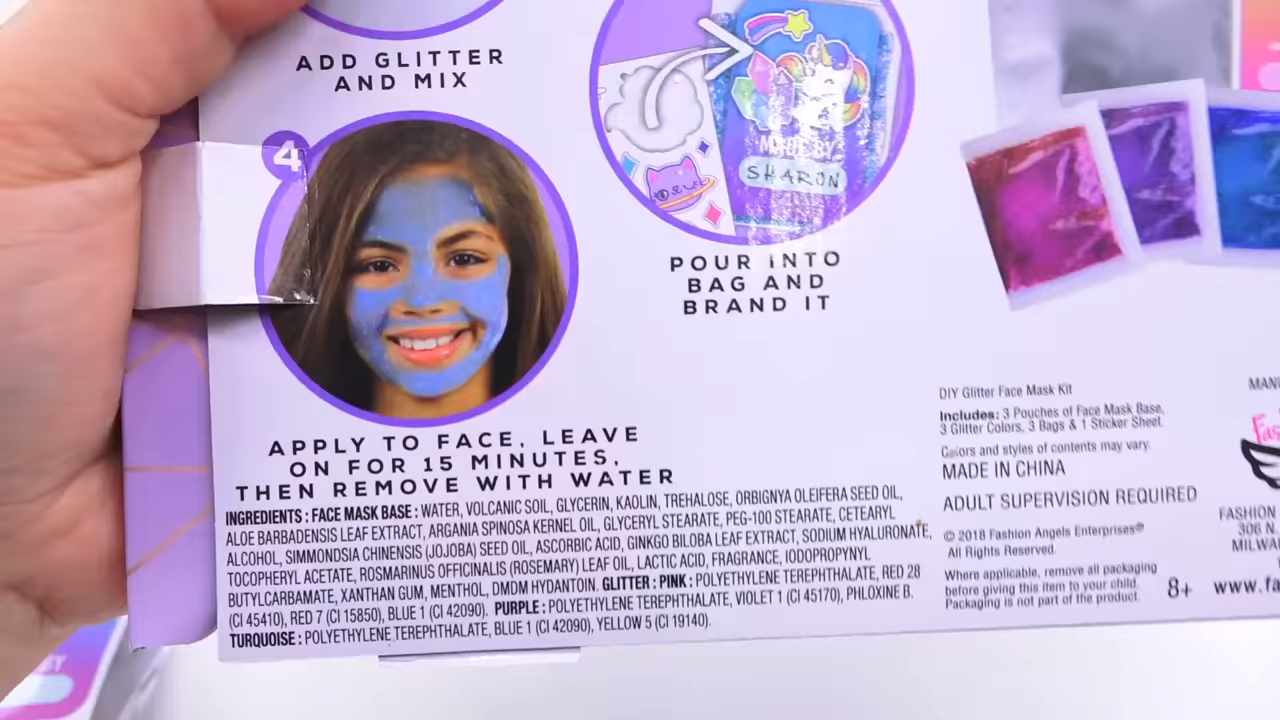 ADD GLITTER
AND MIX
MADE BY
SHARON
POUR INTO
BAG AND
BRAND IT
4
APPLY TO FACE, LEAVE
ON FOR 15 MINUTES,
THEN REMOVE WITH WATER
INGREDIENTS : FACE MASK BASE : WATER, VOLCANIC SOIL, GLYCERIN, KAOLIN, TREHALOSE, ORBIGNYA OLEIFERA SEED OIL,
ALOE BARBADENSIS LEAF EXTRACT, ARGANIA SPINOSA KERNEL OIL, GLYCERYL STEARATE, PEG-100 STEARATE, CETEARYL
ALCOHOL, SIMMONDSIA CHINENSIS (JOJOBA) SEED OIL, ASCORBIC ACID, GINKGO BILOBA LEAF EXTRACT, SODIUM HYALURONATE,
TOCOPHERYL ACETATE, ROSMARINUS OFFICINALIS (ROSEMARY) LEAF OIL, LACTIC ACID, FRAGRANCE, IODOPROPYNYL
BUTYLCARBAMATE, XANTHAN GUM, MENTHOL, DMDM HYDANTOIN. GLITTER : PINK : POLYETHYLENE TEREPHTHALATE, RED 28
(CI 45410), RED 7 (CI 15850), BLUE 1 (CI 42090). PURPLE : POLYETHYLENE TEREPHTHALATE, VIOLET 1 (CI 45170), PHLOXINE B.
TURQUOISE : POLYETHYLENE TEREPHTHALATE, BLUE 1 (CI 42090), YELLOW 5 (CI 19140).
DIY Glitter Face Mask Kit
Includes: 3 Pouches of Face Mask Base,
3 Glitter Colors, 3 Bags & 1 Sticker Sheet.
Colors and styles of contents may vary.
MADE IN CHINA
ADULT SUPERVISION REQUIRED
© 2018 Fashion Angels Enterprises®
All Rights Reserved.
Where applicable, remove all packaging
before giving this item to your child.
Packaging is not part of the product.
8+
FASHION
306 N.
www.fa